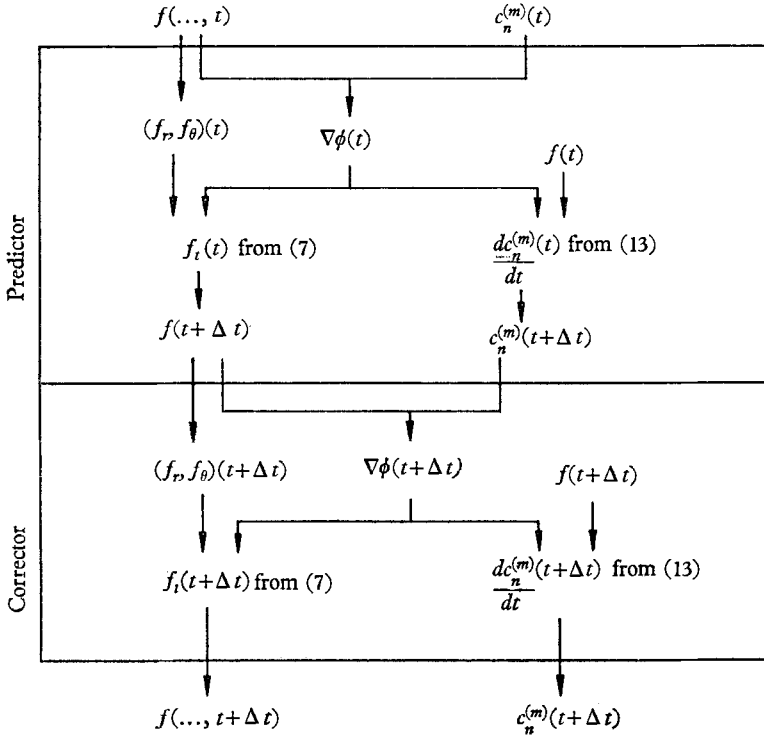 f(..., t) c_n^{(m)}(t)
(f_r, f_θ)(t) ∇ϕ(t)
f(t)
Predictor
f_t(t) from (7) dc_n^{(m)}(t)/dt from (13)
f(t+Δt) c_n^{(m)}(t+Δt)
(f_r, f_θ)(t+Δt) ∇ϕ(t+Δt) f(t+Δt)
Corrector
f_t(t+Δt) from (7) dc_n^{(m)}(t+Δt)/dt from (13)
f(..., t+Δt) c_n^{(m)}(t+Δt)